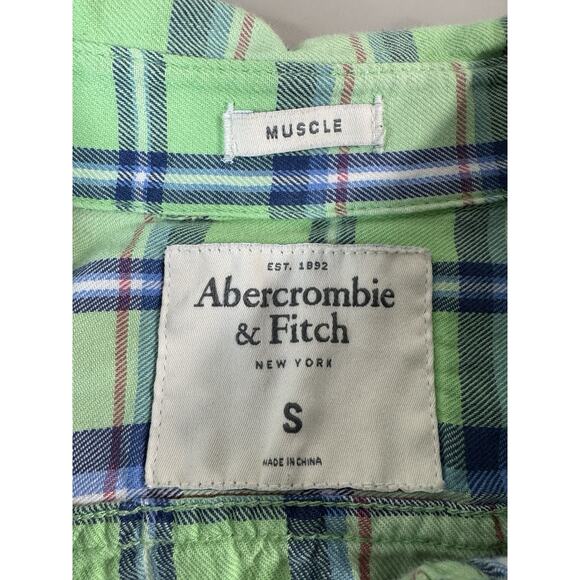 MUSCLE
EST. 1892
Abercrombie
& Fitch
NEW YORK
S
MADE IN CHINA